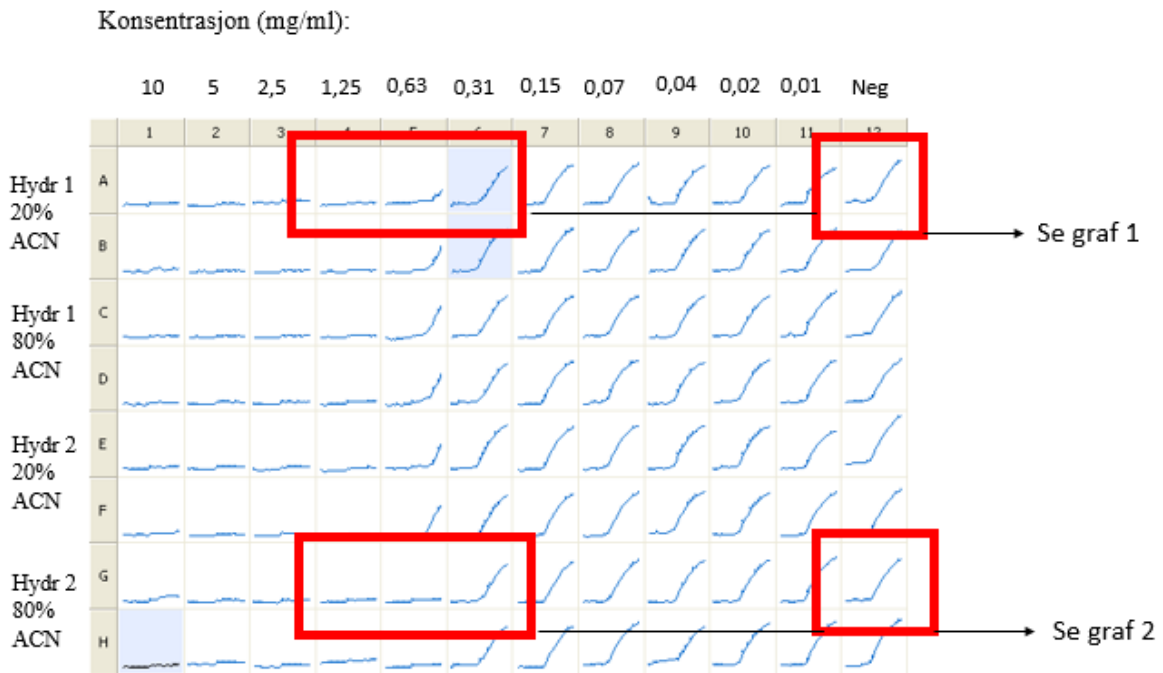 Konsentrasjon (mg/ml):
10 5 2,5 1,25 0,63 0,31 0,15 0,07 0,04 0,02 0,01 Neg
1 2 3 4 5 6 7 8 9 10 11 12
Hydr 1
20%
ACN
A
B
Se graf 1
Hydr 1
80%
ACN
C
D
Hydr 2
20%
ACN
E
F
Hydr 2
80%
ACN
G
H
Se graf 2